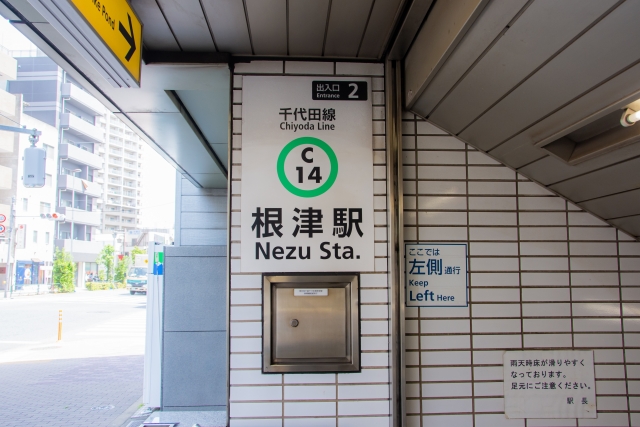 ke Pond
出入口
Entrance
2
千代田線
Chiyoda Line
C
14
根津駅
Nezu Sta.
ここでは
左側通行
Keep
Left Here
雨天時床が滑りやすく
なっております。
足元にご注意ください。
駅長